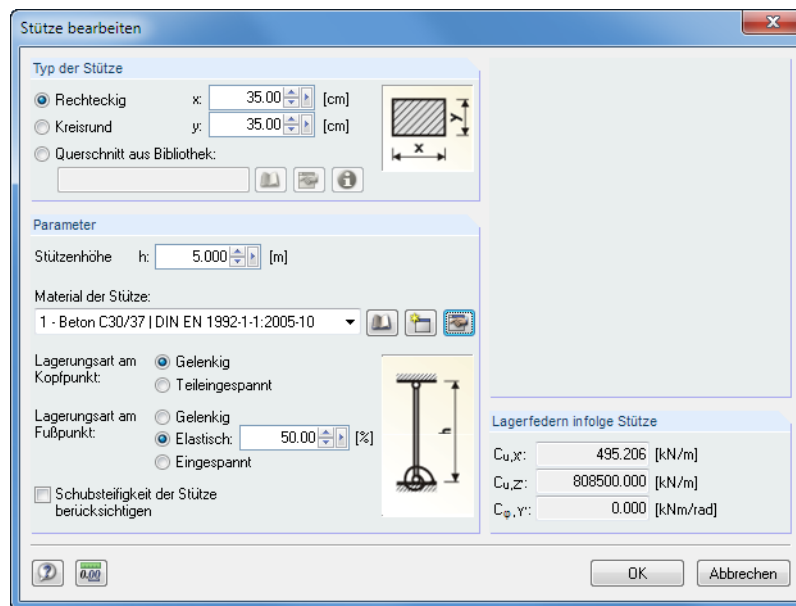 Stütze bearbeiten
Typ der Stütze
Rechteckig x: 35.00 [cm]
Kreisrund y: 35.00 [cm]
Querschnitt aus Bibliothek:
y
x
Parameter
Stützenhöhe h: 5.000 [m]
Material der Stütze:
1 - Beton C30/37 | DIN EN 1992-1-1:2005-10
Lagerungsart am Kopfpunkt:
Gelenkig
Teileingespannt
Lagerungsart am Fußpunkt:
Gelenkig
Elastisch: 50.00 [%]
Eingespannt
h
Schubsteifigkeit der Stütze
berücksichtigen
Lagerfedern infolge Stütze
Cu,X': 495.206 [kN/m]
Cu,Z': 808500.000 [kN/m]
Cφ,Y': 0.000 [kNm/rad]
0.00
OK
Abbrechen